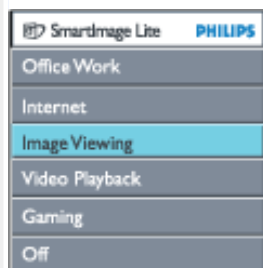 SmartImage Lite PHILIPS
Office Work
Internet
Image Viewing
Video Playback
Gaming
Off